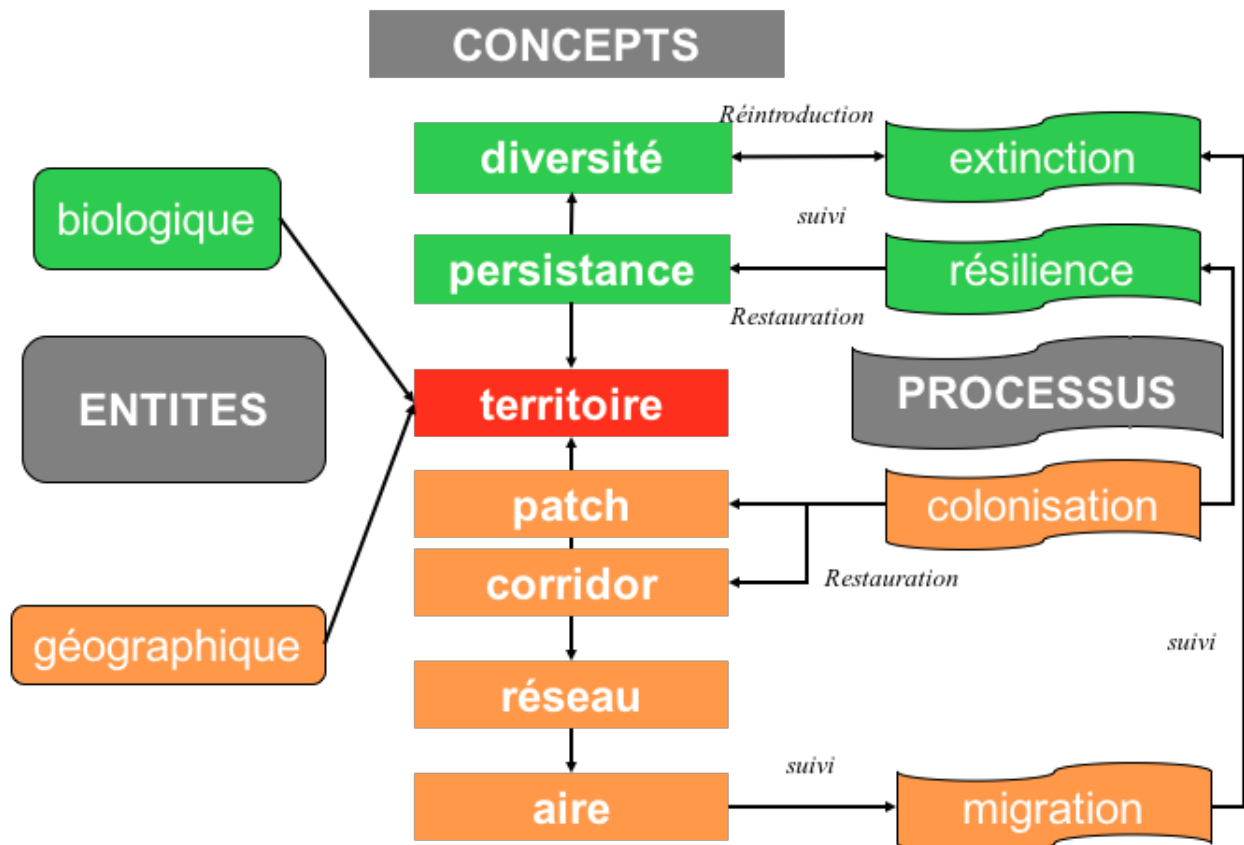 CONCEPTS
Réintroduction
diversité
extinction
biologique
suivi
persistance
résilience
Restauration
ENTITES
territoire
PROCESSUS
patch
colonisation
corridor
Restauration
géographique
suivi
réseau
suivi
aire
migration